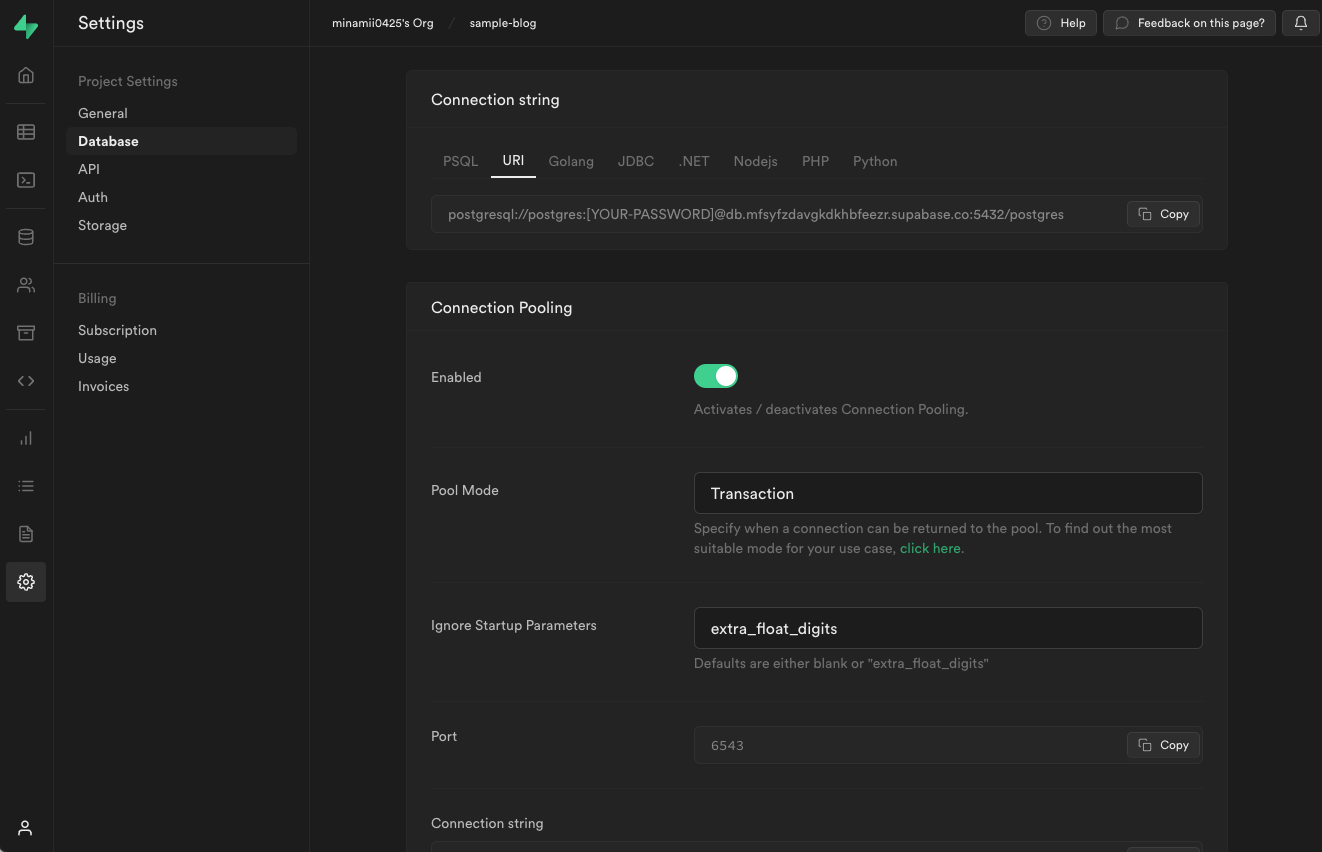 Settings
minamii0425's Org / sample-blog
Help
Feedback on this page?
Project Settings
General
Database
API
Auth
Storage
Billing
Subscription
Usage
Invoices
Connection string
PSQL URI Golang JDBC .NET Nodejs PHP Python
postgresql://postgres:[YOUR-PASSWORD]@db.mfsyfzdavgkdkhbfeezr.supabase.co:5432/postgres
Copy
Connection Pooling
Enabled
Activates / deactivates Connection Pooling.
Pool Mode
Transaction
Specify when a connection can be returned to the pool. To find out the most
suitable mode for your use case, click here.
Ignore Startup Parameters
extra_float_digits
Defaults are either blank or "extra_float_digits"
Port
6543
Copy
Connection string